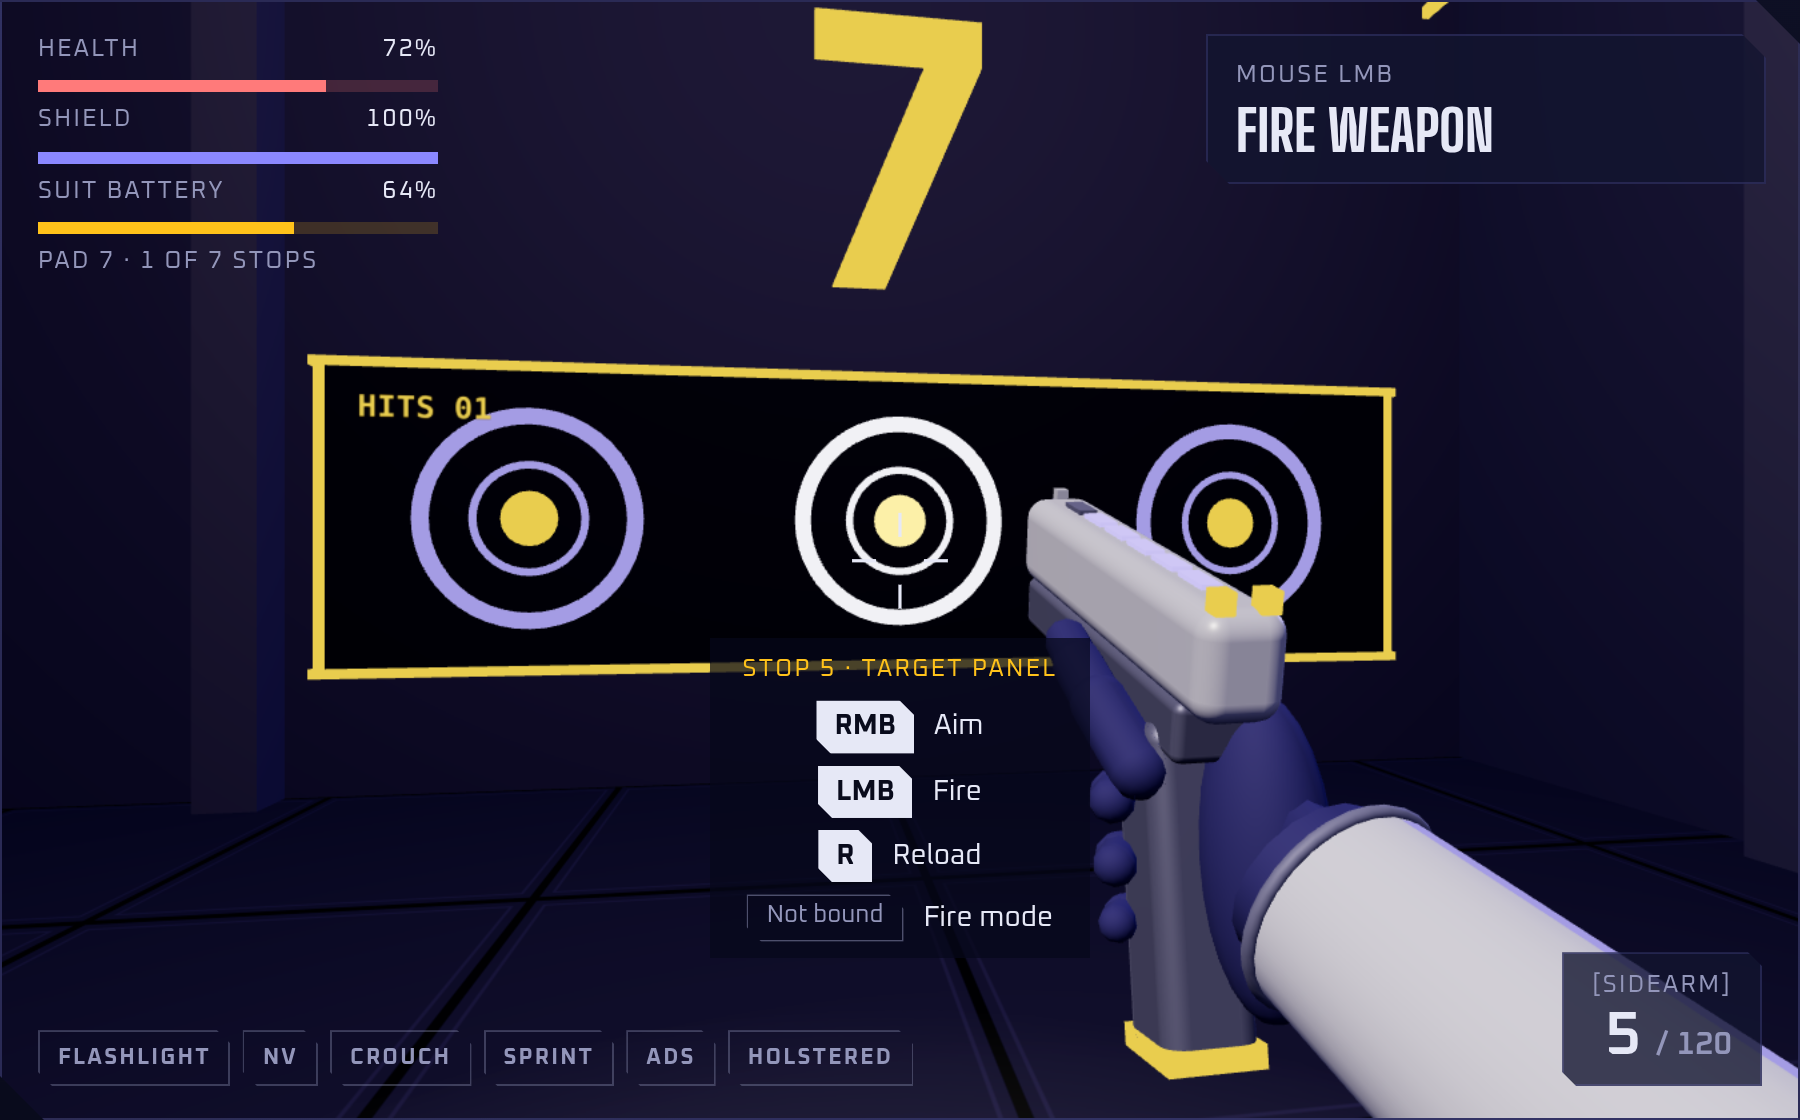 HEALTH 72%
SHIELD 100%
SUIT BATTERY 64%
PAD 7 · 1 OF 7 STOPS
7
MOUSE LMB
FIRE WEAPON
HITS 01
STOP 5 · TARGET PANEL
RMB Aim
LMB Fire
R Reload
Not bound Fire mode
FLASHLIGHT NV CROUCH SPRINT ADS HOLSTERED
[SIDEARM]
5 / 120